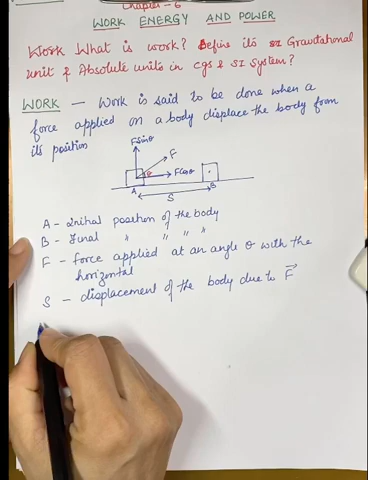 Chapter - 6
WORK ENERGY AND POWER
Work What is work? Define its Gravitational
unit & Absolute units in cgs & SI System?
WORK — Work is said to be done when a
force applied on a body displace the body from
its position
Fsinθ
F
θ
Fcosθ
A
B
S
A - Initial position of the body
B - Final " " " "
F - force applied at an angle θ with the
horizontal
S - displacement of the body due to F⃗